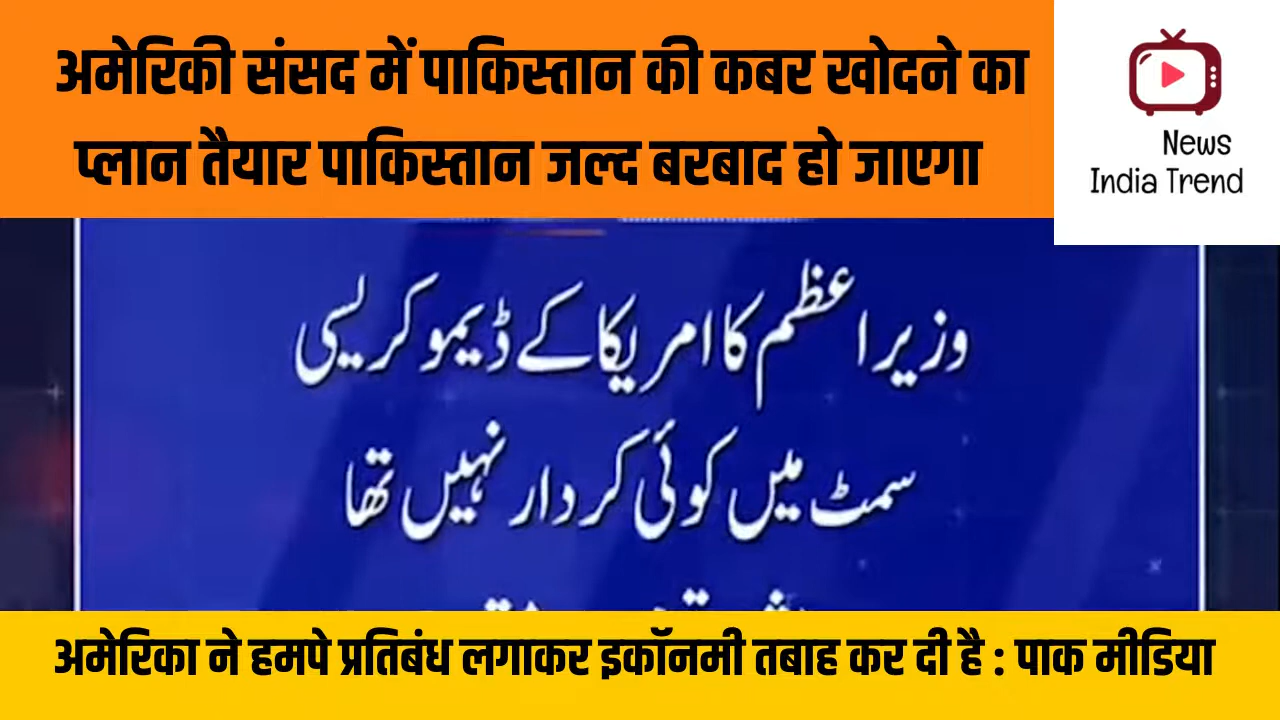 अमेरिकी संसद में पाकिस्तान की कबर खोदने का
प्लान तैयार पाकिस्तान जल्द बरबाद हो जाएगा
News
India Trend
وزیراعظم کا امریکا کے ڈیموکریسی
سمٹ میں کوئی کردار نہیں تھا
अमेरिका ने हमपे प्रतिबंध लगाकर इकॉनमी तबाह कर दी है : पाक मीडिया